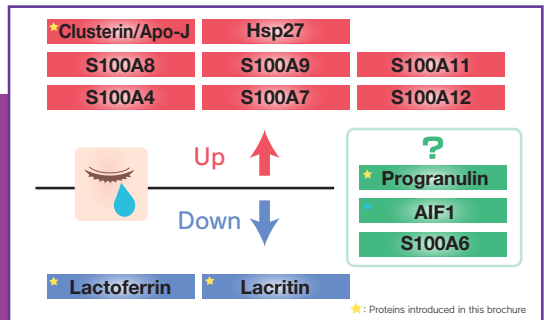 ★Clusterin/Apo-J Hsp27
S100A8 S100A9 S100A11
S100A4 S100A7 S100A12
?
Up
★ Progranulin
★ AIF1
Down
S100A6
★ Lactoferrin ★ Lacritin
★: Proteins introduced in this brochure